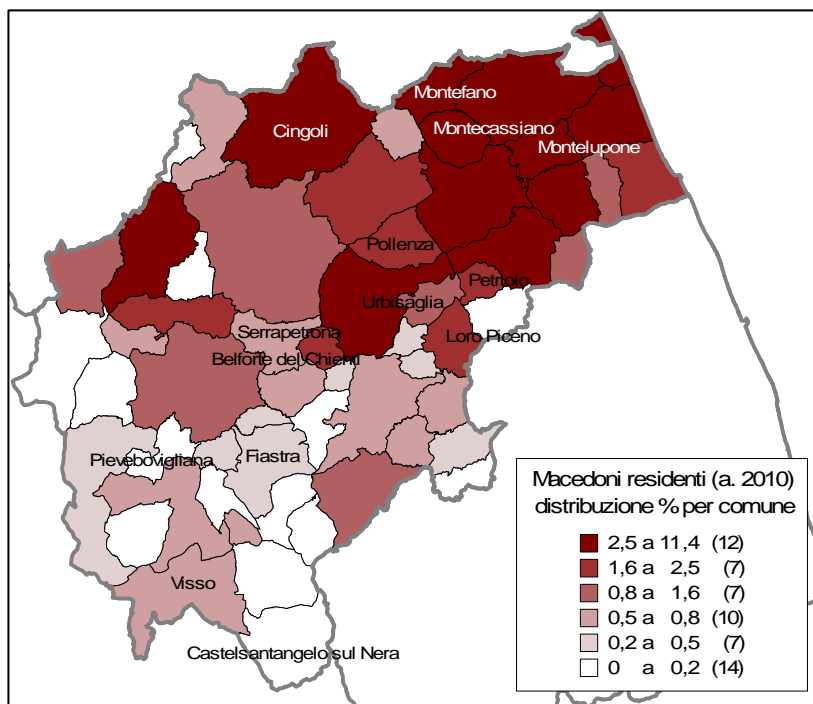 Montefano
Cingoli
Montecassiano
Montelupone
Pollenza
Petriolo
Urbisaglia
Serrapetrona
Loro Piceno
Belforte del Chienti
Pievebovigliana
Fiastra
Visso
Castelsantangelo sul Nera
Macedoni residenti (a. 2010)
distribuzione % per comune
2,5 a 11,4 (12)
1,6 a 2,5 (7)
0,8 a 1,6 (7)
0,5 a 0,8 (10)
0,2 a 0,5 (7)
0 a 0,2 (14)